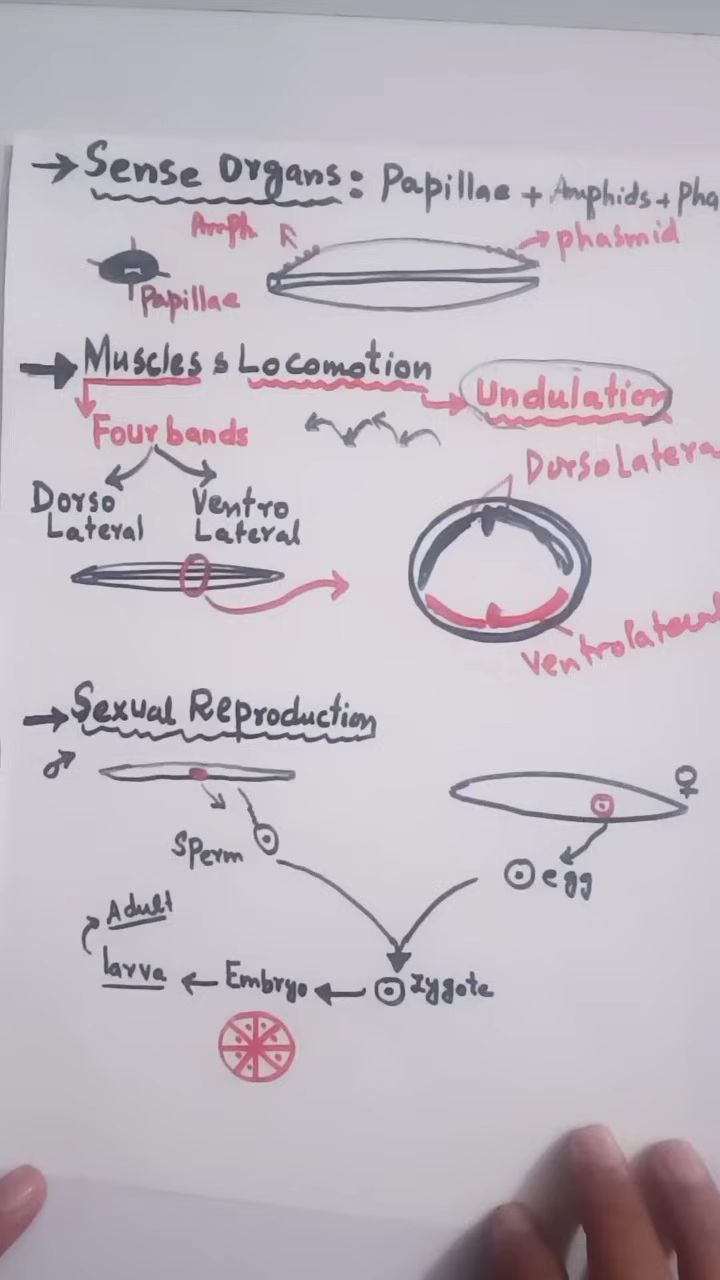 → Sense Organs: Papillae + Amphids + Pha
Amph
phasmid
Papillae
→ Muscles & Locomotion
Undulation
Four bands
Dorso Lateral
Ventro Lateral
DorsoLatera
Ventrolateral
→ Sexual Reproduction
♂
♀
Sperm
egg
Adult
larva ← Embryo ← Zygote